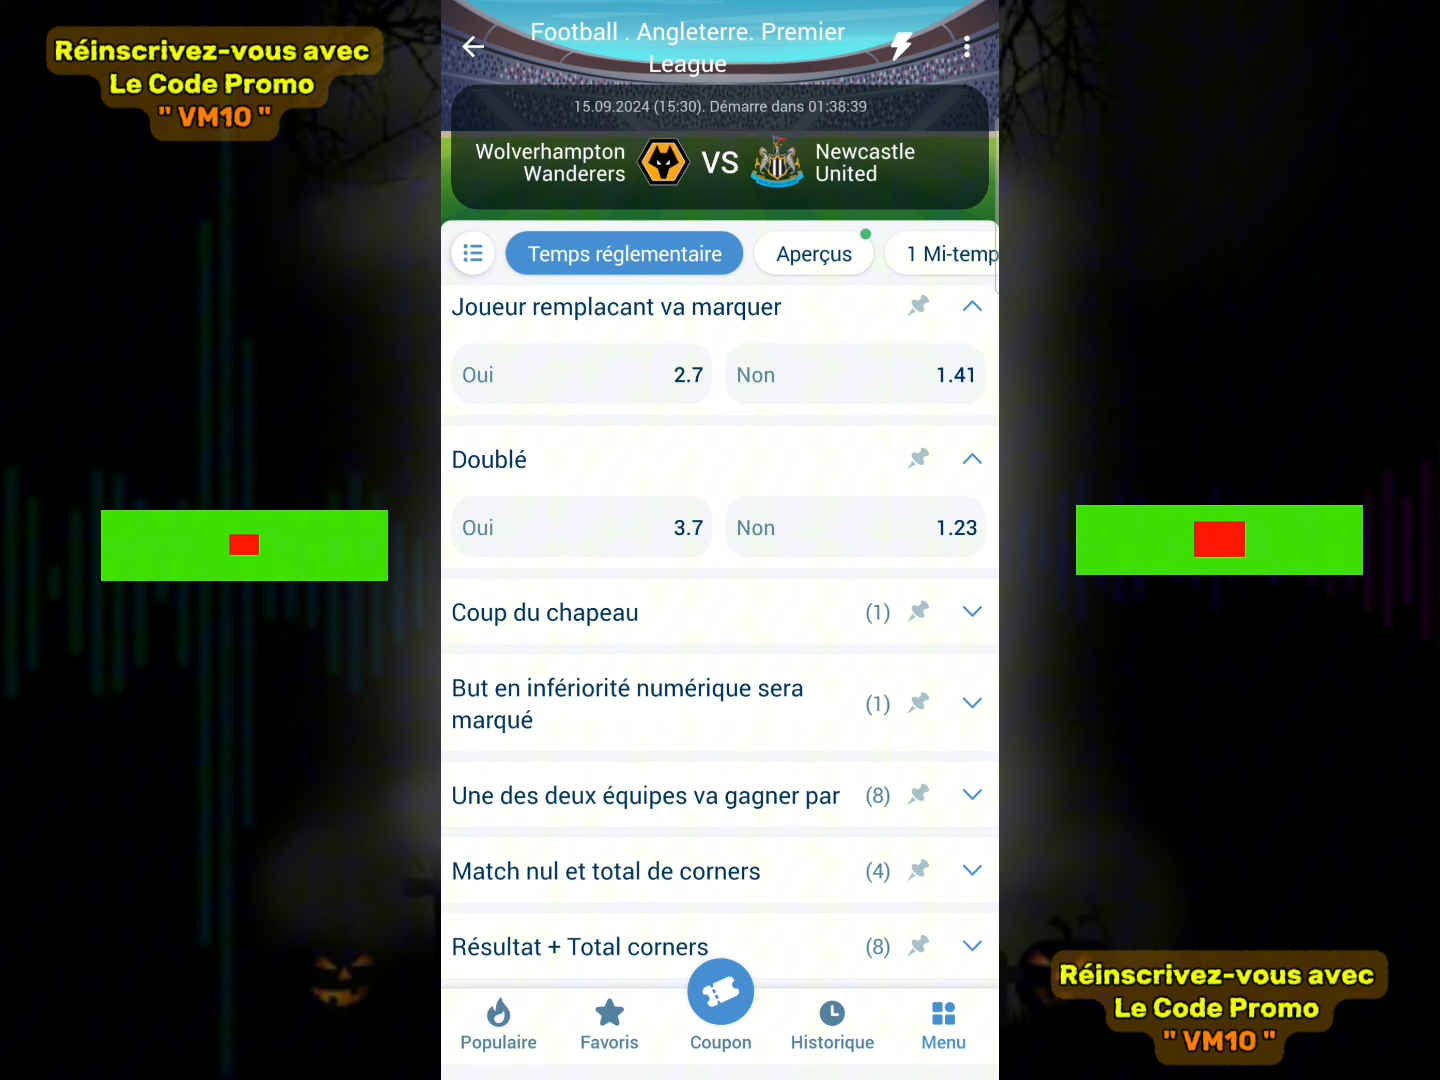 Réinscrivez-vous avec
Le Code Promo
" VM10 "
Football . Angleterre. Premier
League
15.09.2024 (15:30). Démarre dans 01:38:39
Wolverhampton
Wanderers
VS
Newcastle
United
Temps réglementaire
Aperçus
1 Mi-temp
Joueur remplacant va marquer
Oui 2.7 Non 1.41
Doublé
Oui 3.7 Non 1.23
Coup du chapeau (1)
But en infériorité numérique sera
marqué (1)
Une des deux équipes va gagner par (8)
Match nul et total de corners (4)
Résultat + Total corners (8)
Populaire Favoris Coupon Historique Menu
Réinscrivez-vous avec
Le Code Promo
" VM10 "